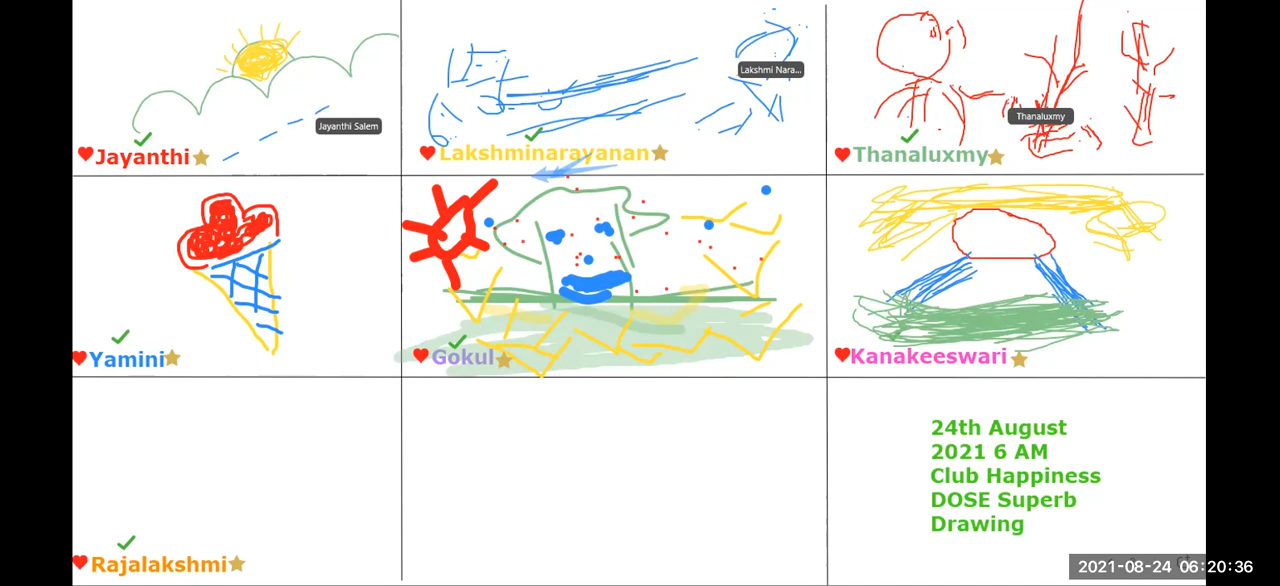 Jayanthi Salem
Jayanthi
Lakshmi Nara...
Lakshminarayanan
Thanaluxmy
Thanaluxmy
Yamini
Gokul
Kanakeeswari
Rajalakshmi
24th August
2021 6 AM
Club Happiness
DOSE Superb
Drawing
2021-08-24 06:20:36